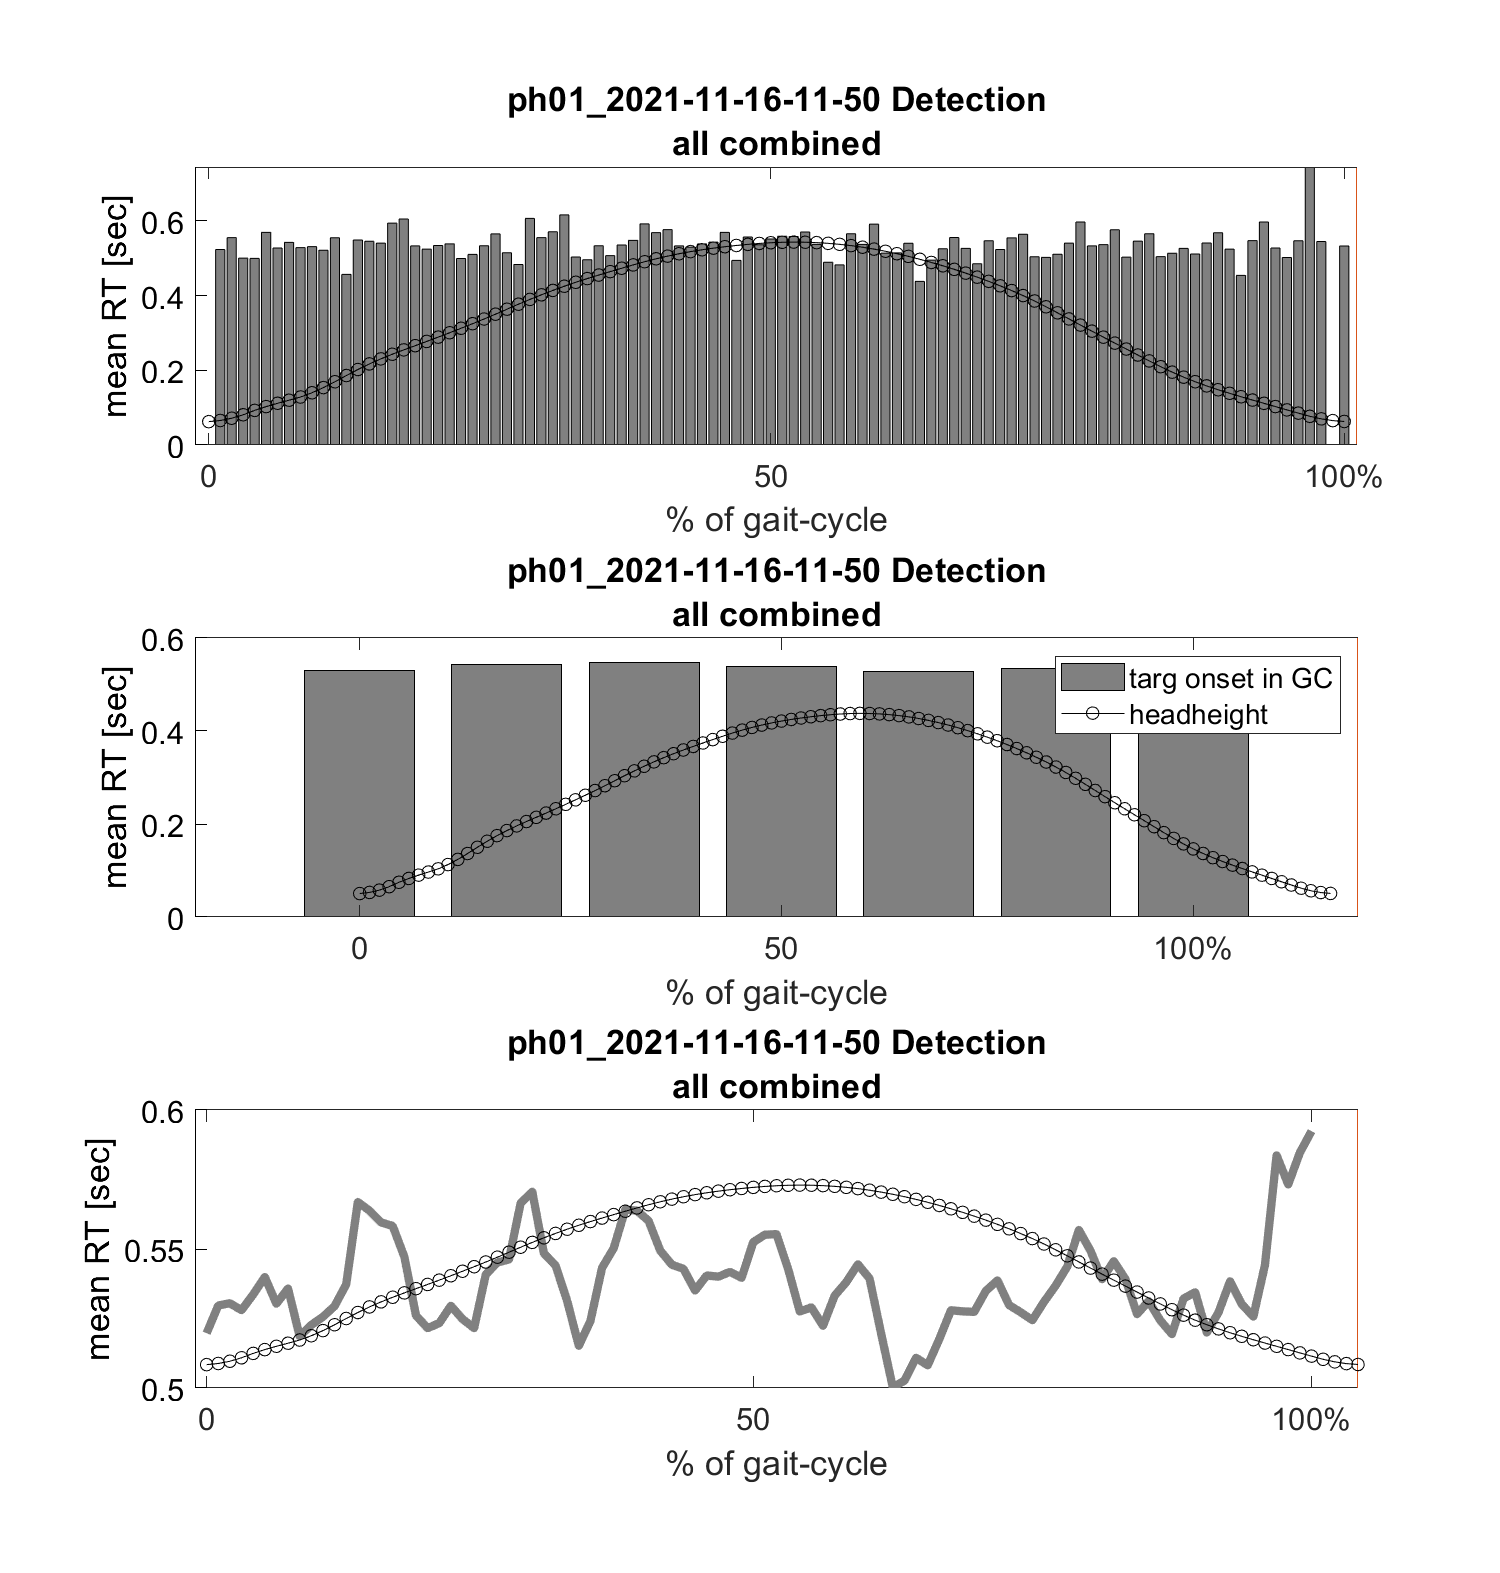 ph01_2021-11-16-11-50 Detection
all combined
mean RT [sec]
0.6
0.4
0.2
0
0 50 100%
% of gait-cycle
ph01_2021-11-16-11-50 Detection
all combined
mean RT [sec]
0.6
0.4
0.2
0
targ onset in GC
headheight
0 50 100%
% of gait-cycle
ph01_2021-11-16-11-50 Detection
all combined
mean RT [sec]
0.6
0.55
0.5
0 50 100%
% of gait-cycle